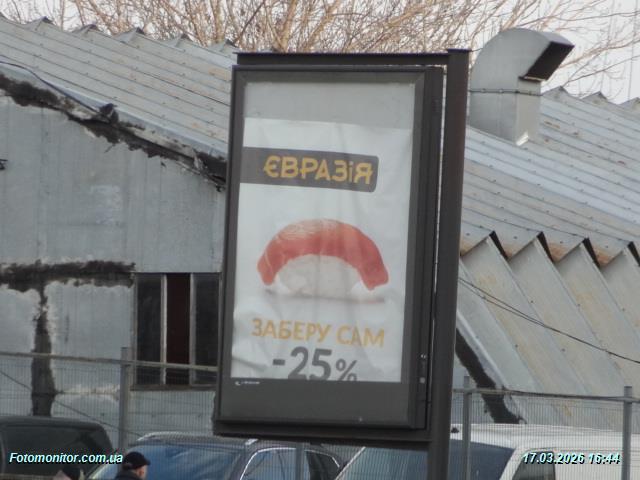 ЄВРАЗІЯ
ЗАБЕРУ САМ
-25%
Fotomonitor.com.ua
17.03.2026 16:44